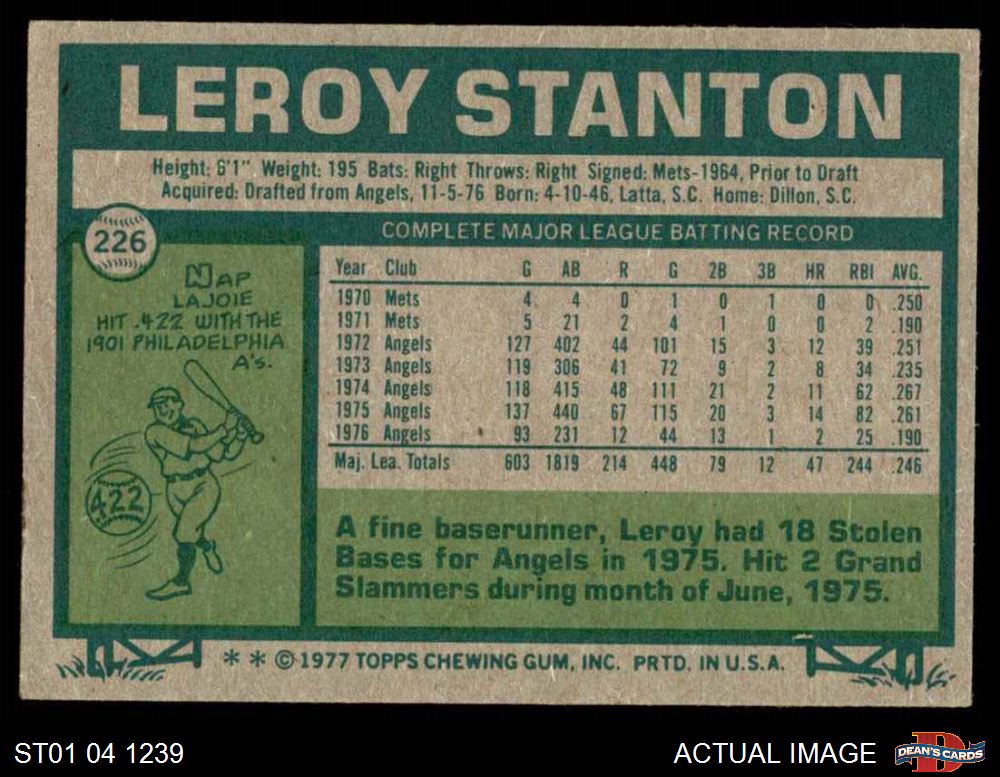 LEROY STANTON
Height: 6'1" Weight: 195 Bats: Right Throws: Right Signed: Mets-1964, Prior to Draft
Acquired: Drafted from Angels, 11-5-76 Born: 4-10-46, Latta, S.C. Home: Dillon, S.C.
226
NAP
LAJOIE
HIT .422 WITH THE
1901 PHILADELPHIA
A's.
.422
COMPLETE MAJOR LEAGUE BATTING RECORD
Year Club G AB R G 2B 3B HR RBI AVG.
1970 Mets 4 4 0 1 0 1 0 0 .250
1971 Mets 5 21 2 4 1 0 0 2 .190
1972 Angels 127 402 44 101 15 3 12 39 .251
1973 Angels 119 306 41 72 9 2 8 34 .235
1974 Angels 118 415 48 111 21 2 11 62 .267
1975 Angels 137 440 67 115 20 3 14 82 .261
1976 Angels 93 231 12 44 13 1 2 25 .190
Maj. Lea. Totals 603 1819 214 448 79 12 47 244 .246
A fine baserunner, Leroy had 18 Stolen
Bases for Angels in 1975. Hit 2 Grand
Slammers during month of June, 1975.
* * © 1977 TOPPS CHEWING GUM, INC. PRTD. IN U.S.A.
ST01 04 1239
ACTUAL IMAGE
D
DEAN'S CARDS